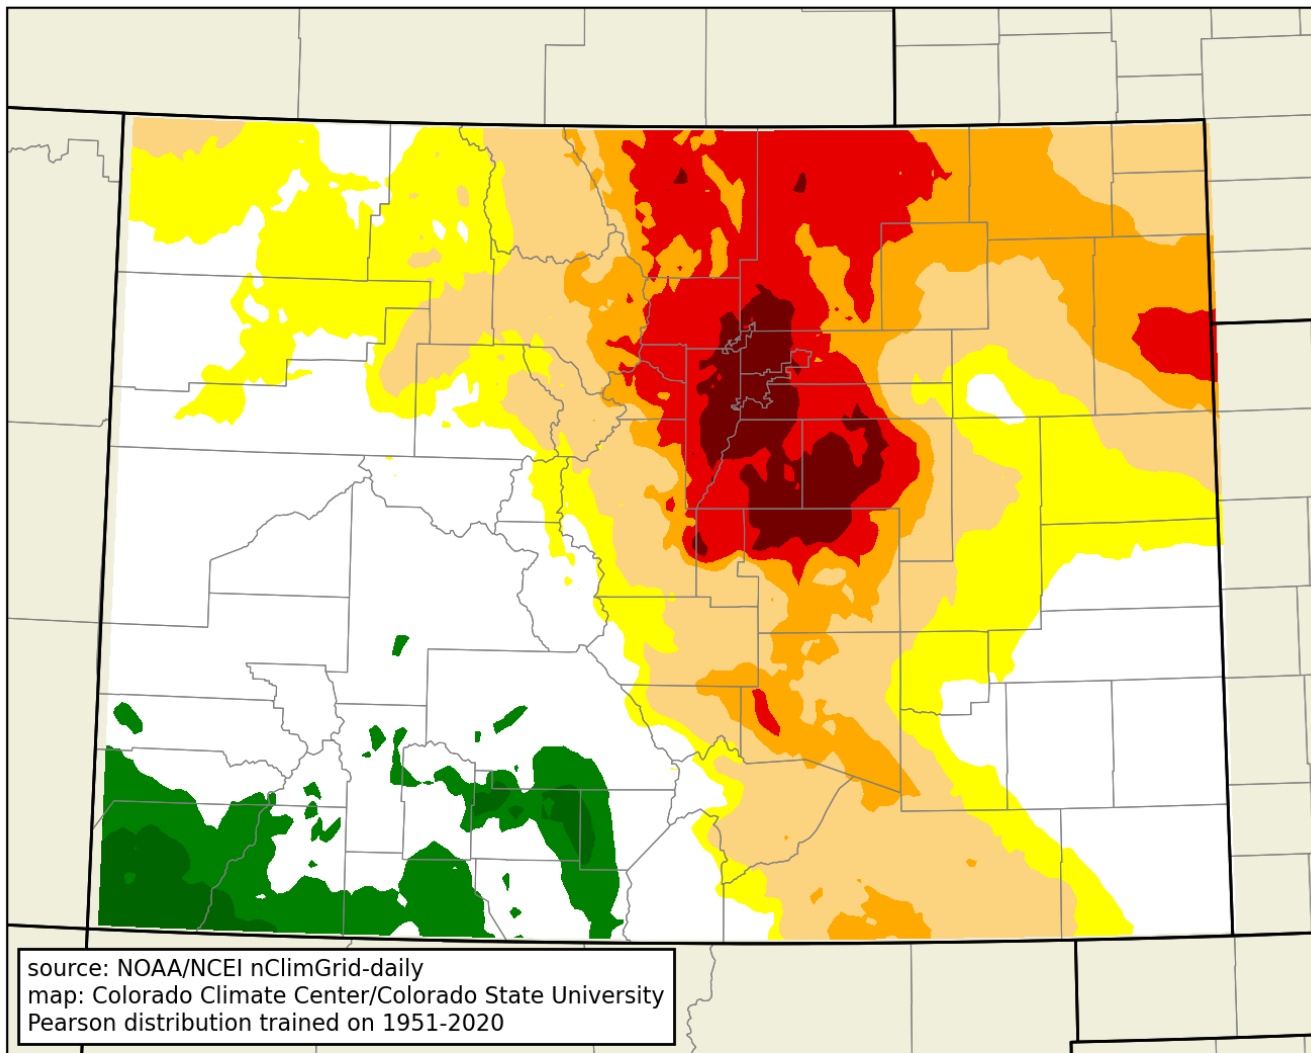 source: NOAA/NCEI nClimGrid-daily
map: Colorado Climate Center/Colorado State University
Pearson distribution trained on 1951-2020